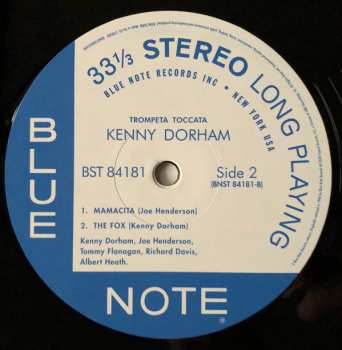 33⅓ STEREO LONG PLAYING
BLUE NOTE RECORDS INC • NEW YORK USA
TROMPETA TOCCATA
KENNY DORHAM
BST 84181
Side 2
(BNST 84181-B)
1. MAMACITA (Joe Henderson)
2. THE FOX (Kenny Dorham)
Kenny Dorham, Joe Henderson,
Tommy Flanagan, Richard Davis,
Albert Heath.
BLUE
NOTE®